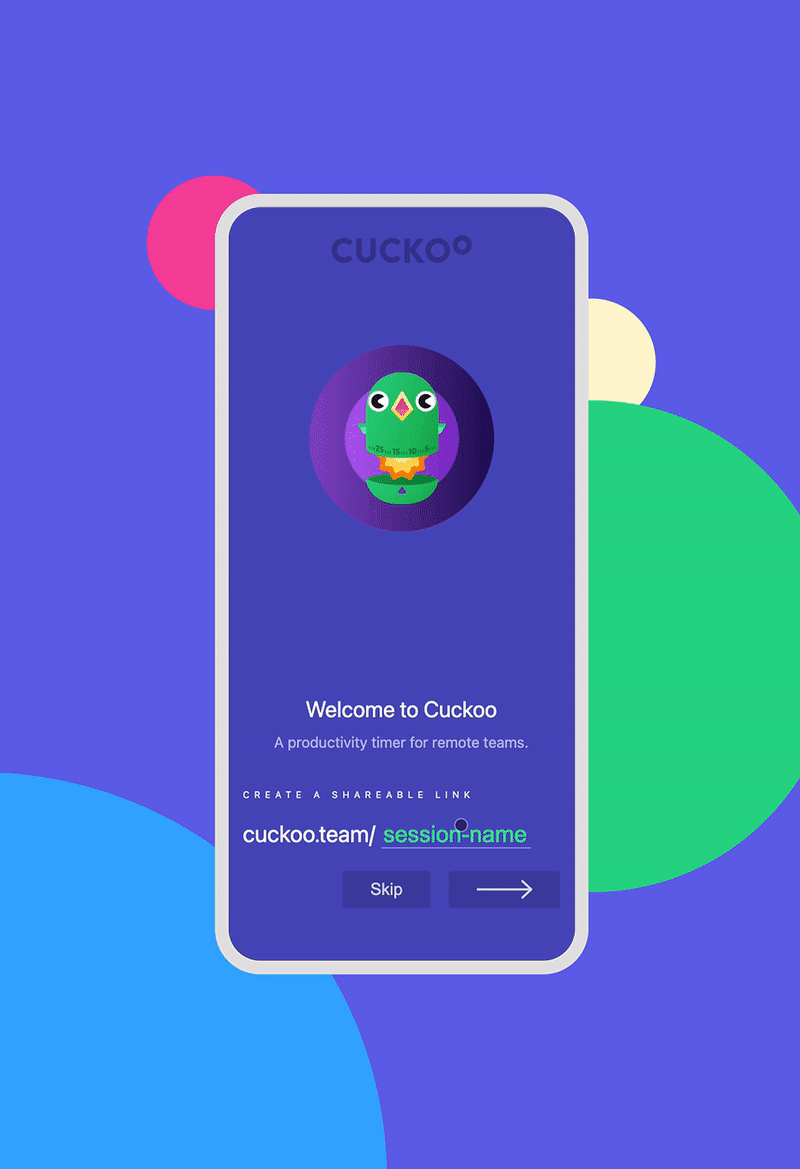 CUCKOO
25 15 10 5
Welcome to Cuckoo
A productivity timer for remote teams.
CREATE A SHAREABLE LINK
cuckoo.team/ session-name
Skip